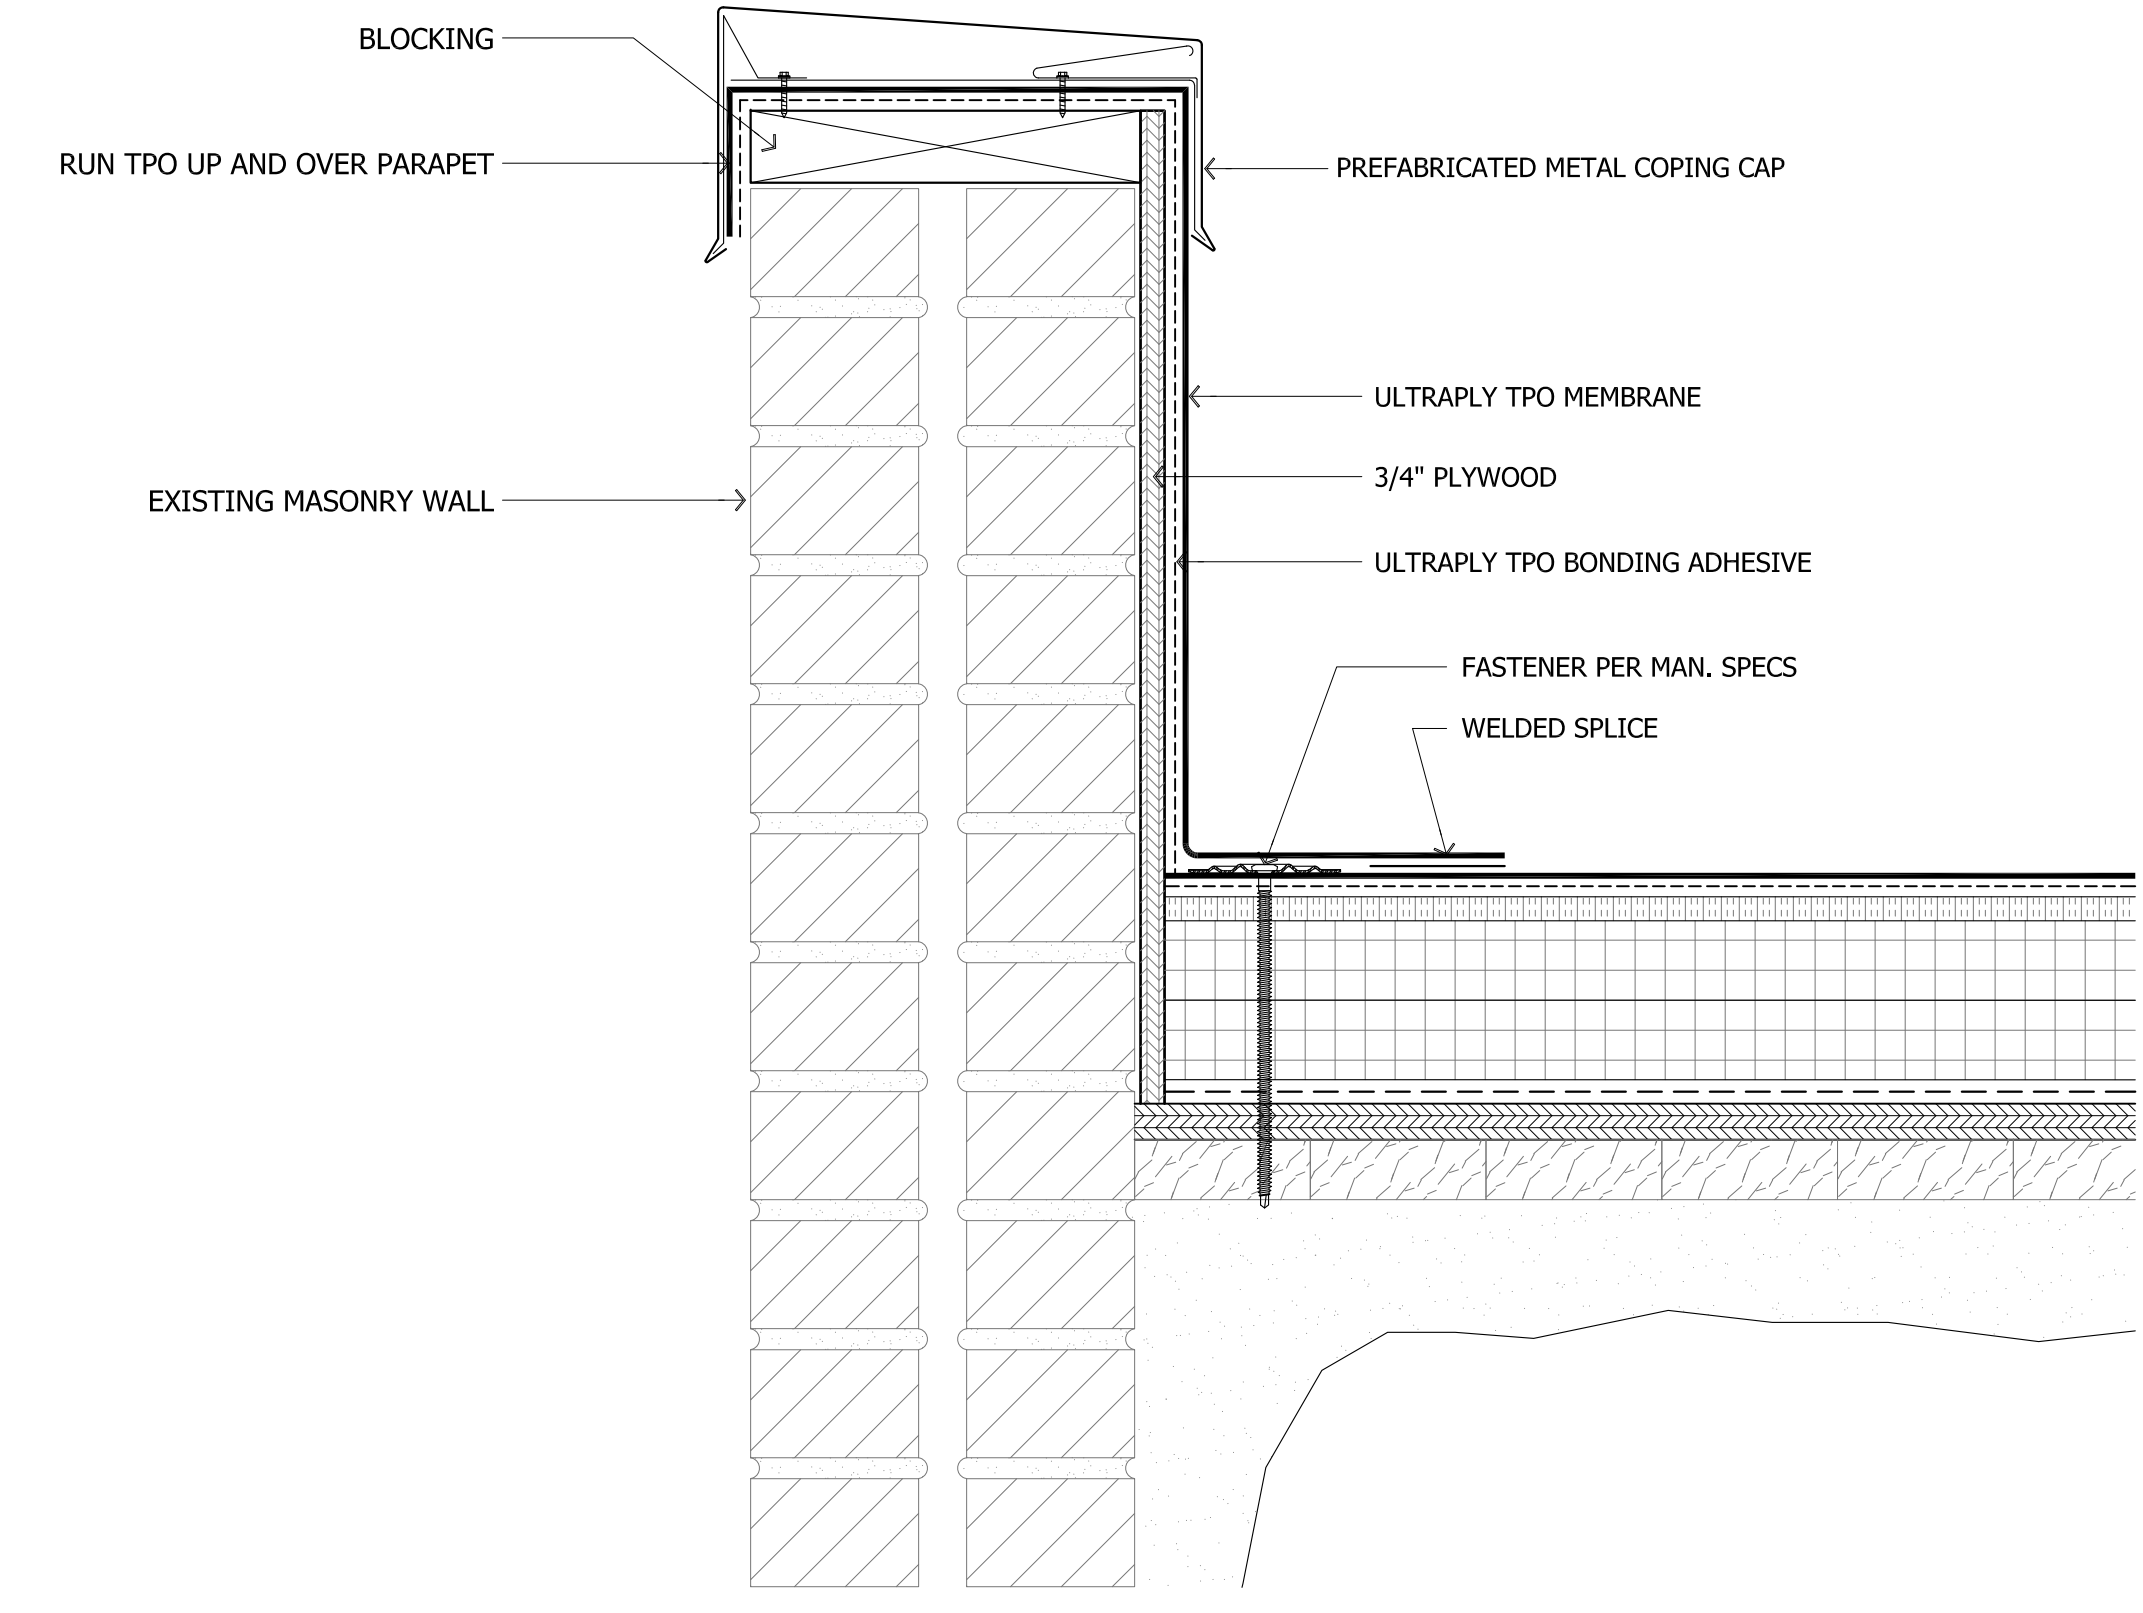 BLOCKING
RUN TPO UP AND OVER PARAPET
PREFABRICATED METAL COPING CAP
ULTRAPLY TPO MEMBRANE
3/4" PLYWOOD
EXISTING MASONRY WALL
ULTRAPLY TPO BONDING ADHESIVE
FASTENER PER MAN. SPECS
WELDED SPLICE